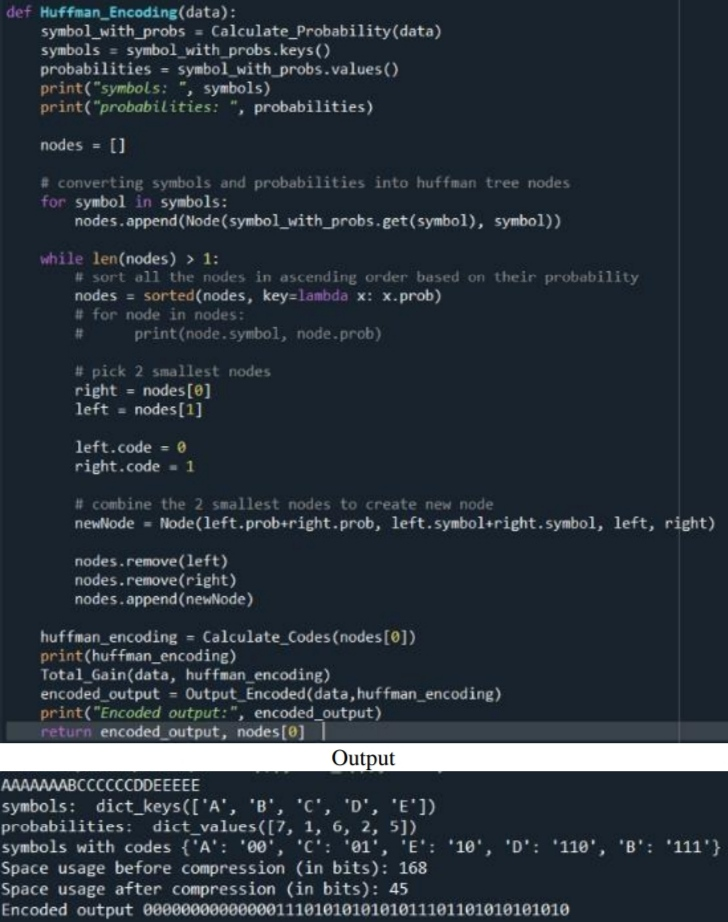 def Huffman_Encoding(data):
symbol_with_probs = Calculate_Probability(data)
symbols = symbol_with_probs.keys()
probabilities = symbol_with_probs.values()
print("symbols: ", symbols)
print("probabilities: ", probabilities)
nodes = []
# converting symbols and probabilities into huffman tree nodes
for symbol in symbols:
nodes.append(Node(symbol_with_probs.get(symbol), symbol))
while len(nodes) > 1:
# sort all the nodes in ascending order based on their probability
nodes = sorted(nodes, key=lambda x: x.prob)
# for node in nodes:
# print(node.symbol, node.prob)
# pick 2 smallest nodes
right = nodes[0]
left = nodes[1]
left.code = 0
right.code = 1
# combine the 2 smallest nodes to create new node
newNode = Node(left.prob+right.prob, left.symbol+right.symbol, left, right)
nodes.remove(left)
nodes.remove(right)
nodes.append(newNode)
huffman_encoding = Calculate_Codes(nodes[0])
print(huffman_encoding)
Total_Gain(data, huffman_encoding)
encoded_output = Output_Encoded(data,huffman_encoding)
print("Encoded output:", encoded_output)
return encoded_output, nodes[0]
Output
AAAAAAABCCCCCCDDEEEEE
symbols: dict_keys(['A', 'B', 'C', 'D', 'E'])
probabilities: dict_values([7, 1, 6, 2, 5])
symbols with codes {'A': '00', 'C': '01', 'E': '10', 'D': '110', 'B': '111'}
Space usage before compression (in bits): 168
Space usage after compression (in bits): 45
Encoded output 000000000000001110101010101011101101010101010